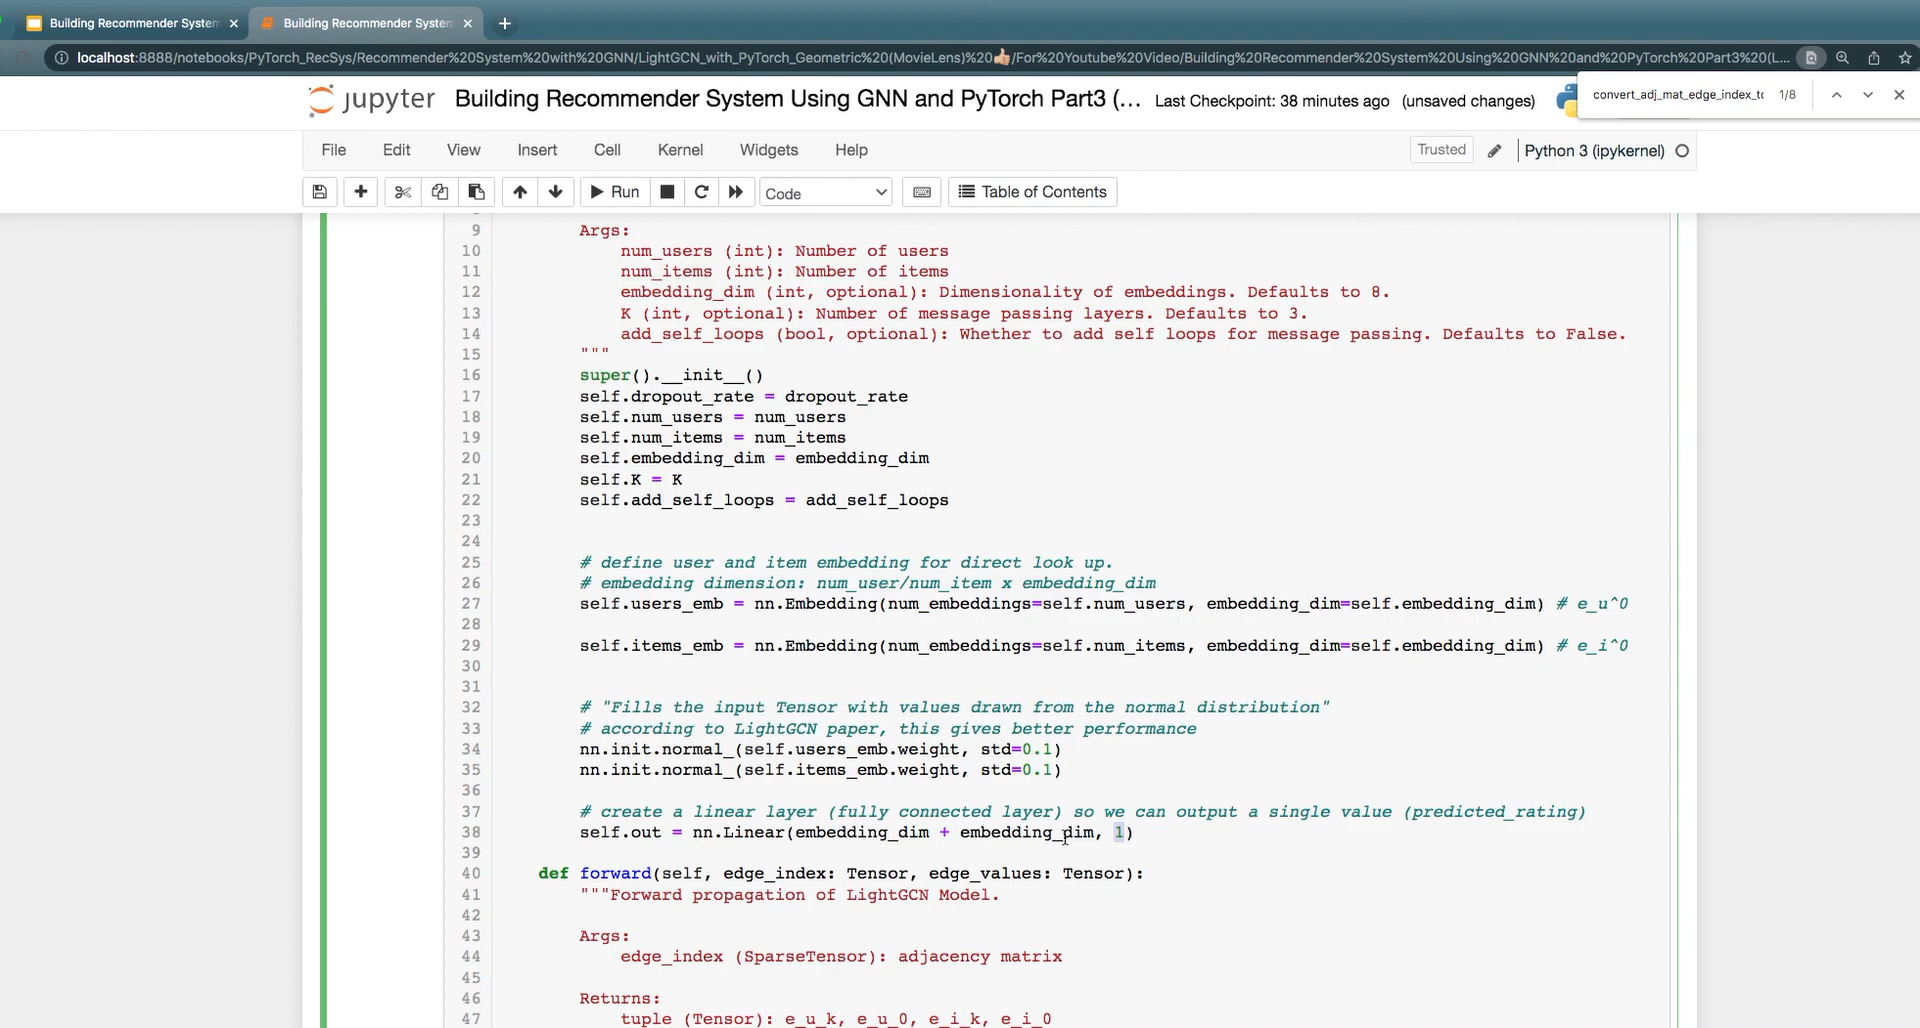 Building Recommender System
Building Recommender System
localhost:8888/notebooks/PyTorch_RecSys/Recommender%20System%20with%20GNN/LightGCN_with_PyTorch_Geometric%20(MovieLens)%20👍🏼/For%20Youtube%20Video/Building%20Recommender%20System%20Using%20GNN%20and%20PyTorch%20Part3%20(L...
jupyter Building Recommender System Using GNN and PyTorch Part3 (... Last Checkpoint: 38 minutes ago (unsaved changes)
convert_adj_mat_edge_index_to 1/8
File Edit View Insert Cell Kernel Widgets Help Trusted Python 3 (ipykernel)
Run Code Table of Contents
9 Args:
10 num_users (int): Number of users
11 num_items (int): Number of items
12 embedding_dim (int, optional): Dimensionality of embeddings. Defaults to 8.
13 K (int, optional): Number of message passing layers. Defaults to 3.
14 add_self_loops (bool, optional): Whether to add self loops for message passing. Defaults to False.
15 """
16 super().__init__()
17 self.dropout_rate = dropout_rate
18 self.num_users = num_users
19 self.num_items = num_items
20 self.embedding_dim = embedding_dim
21 self.K = K
22 self.add_self_loops = add_self_loops
23
24
25 # define user and item embedding for direct look up.
26 # embedding dimension: num_user/num_item x embedding_dim
27 self.users_emb = nn.Embedding(num_embeddings=self.num_users, embedding_dim=self.embedding_dim) # e_u^0
28
29 self.items_emb = nn.Embedding(num_embeddings=self.num_items, embedding_dim=self.embedding_dim) # e_i^0
30
31
32 # "Fills the input Tensor with values drawn from the normal distribution"
33 # according to LightGCN paper, this gives better performance
34 nn.init.normal_(self.users_emb.weight, std=0.1)
35 nn.init.normal_(self.items_emb.weight, std=0.1)
36
37 # create a linear layer (fully connected layer) so we can output a single value (predicted_rating)
38 self.out = nn.Linear(embedding_dim + embedding_dim, 1)
39
40 def forward(self, edge_index: Tensor, edge_values: Tensor):
41 """Forward propagation of LightGCN Model.
42
43 Args:
44 edge_index (SparseTensor): adjacency matrix
45
46 Returns:
47 tuple (Tensor): e_u_k, e_u_0, e_i_k, e_i_0